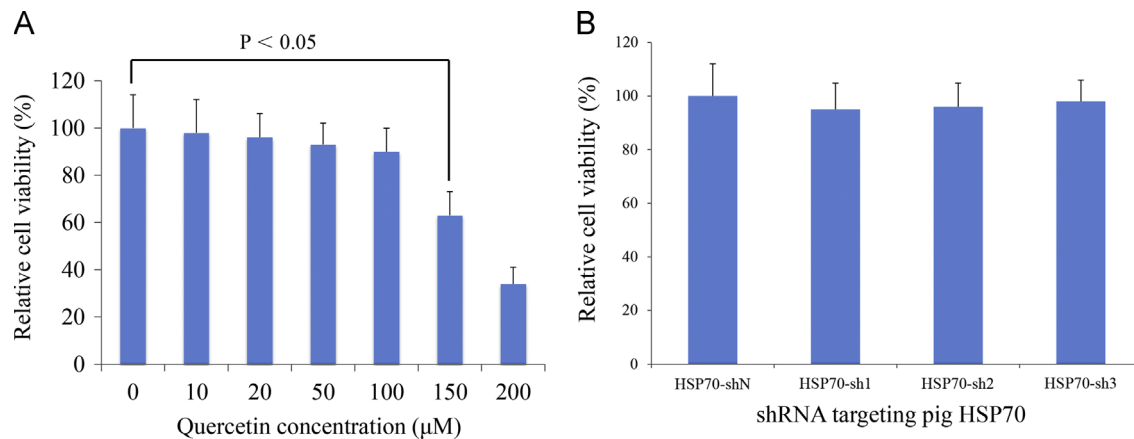 A
P < 0.05
Relative cell viability (%)
120
100
80
60
40
20
0
0 10 20 50 100 150 200
Quercetin concentration (μM)
B
Relative cell viability (%)
120
100
80
60
40
20
0
HSP70-shN HSP70-sh1 HSP70-sh2 HSP70-sh3
shRNA targeting pig HSP70